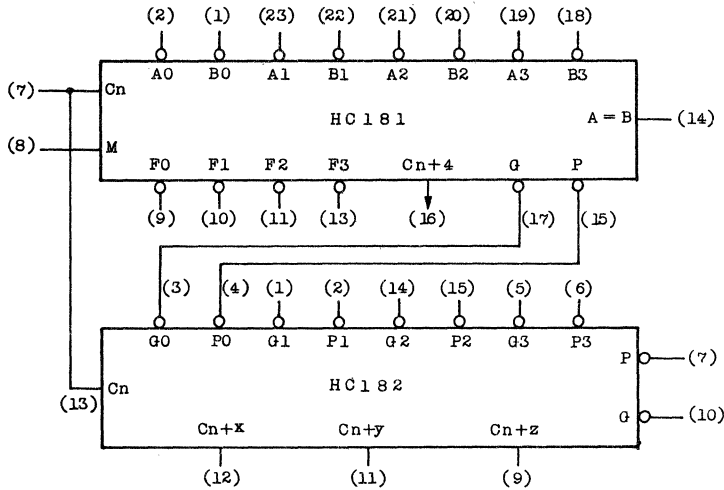 (2) (1) (23) (22) (21) (20) (19) (18)
A0 B0 A1 B1 A2 B2 A3 B3
(7) Cn
HC181 A = B (14)
(8) M
F0 F1 F2 F3 Cn+4 G P
(9) (10) (11) (13) (16) (17) (15)
(3) (4) (1) (2) (14) (15) (5) (6)
G0 P0 G1 P1 G2 P2 G3 P3
P (7)
(13) Cn HC182
G (10)
Cn+x Cn+y Cn+z
(12) (11) (9)